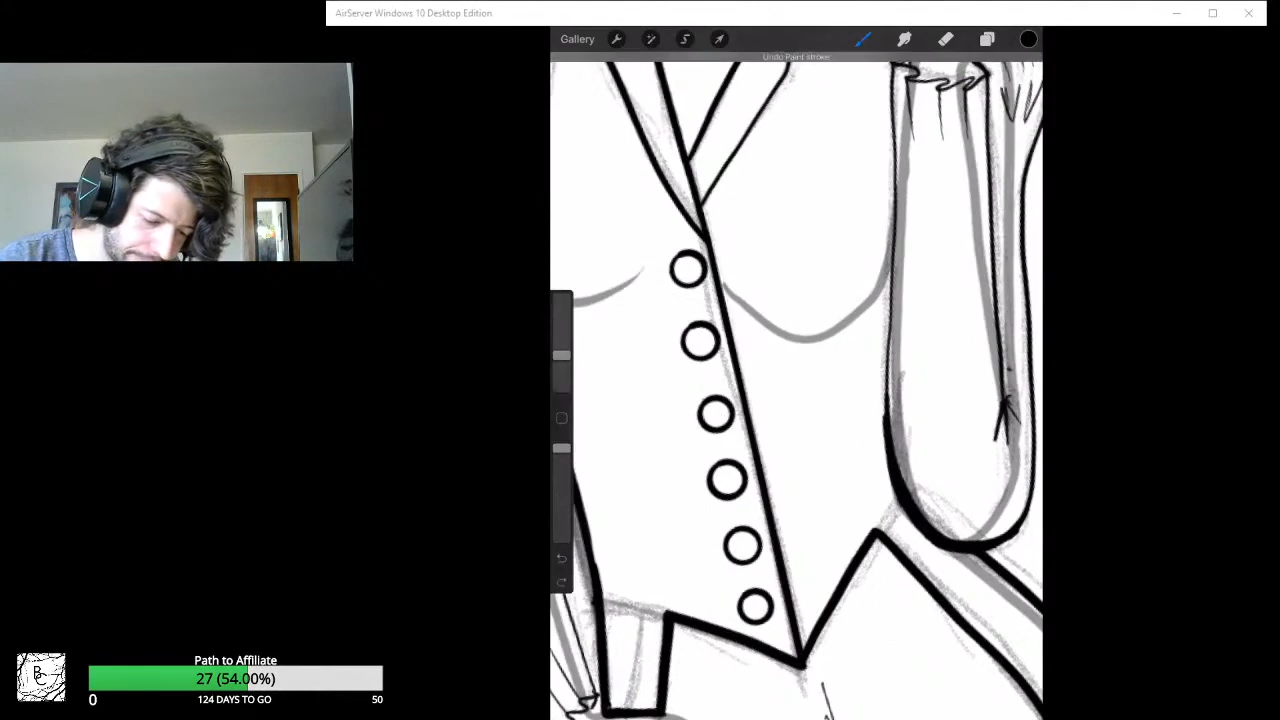 AirServer Windows 10 Desktop Edition
Gallery
Undo Paint stroke
Path to Affiliate
27 (54.00%)
0 124 DAYS TO GO 50